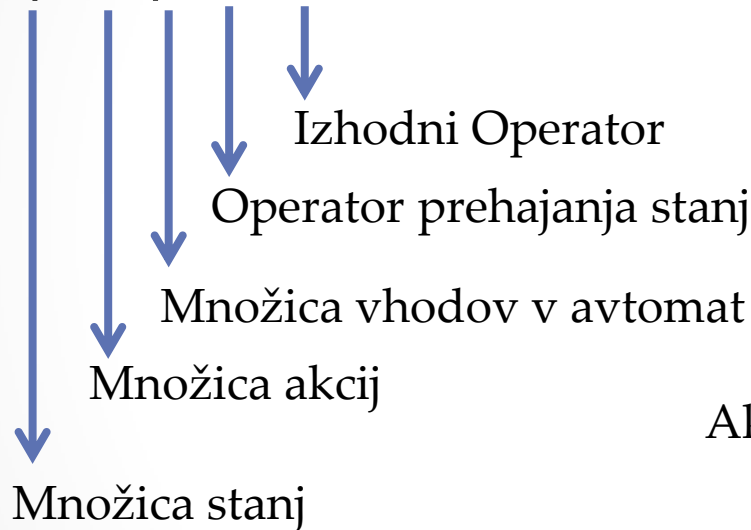 Izhodni Operator
Operator prehajanja stanj
Množica vhodov v avtomat
Množica akcij
Množica stanj